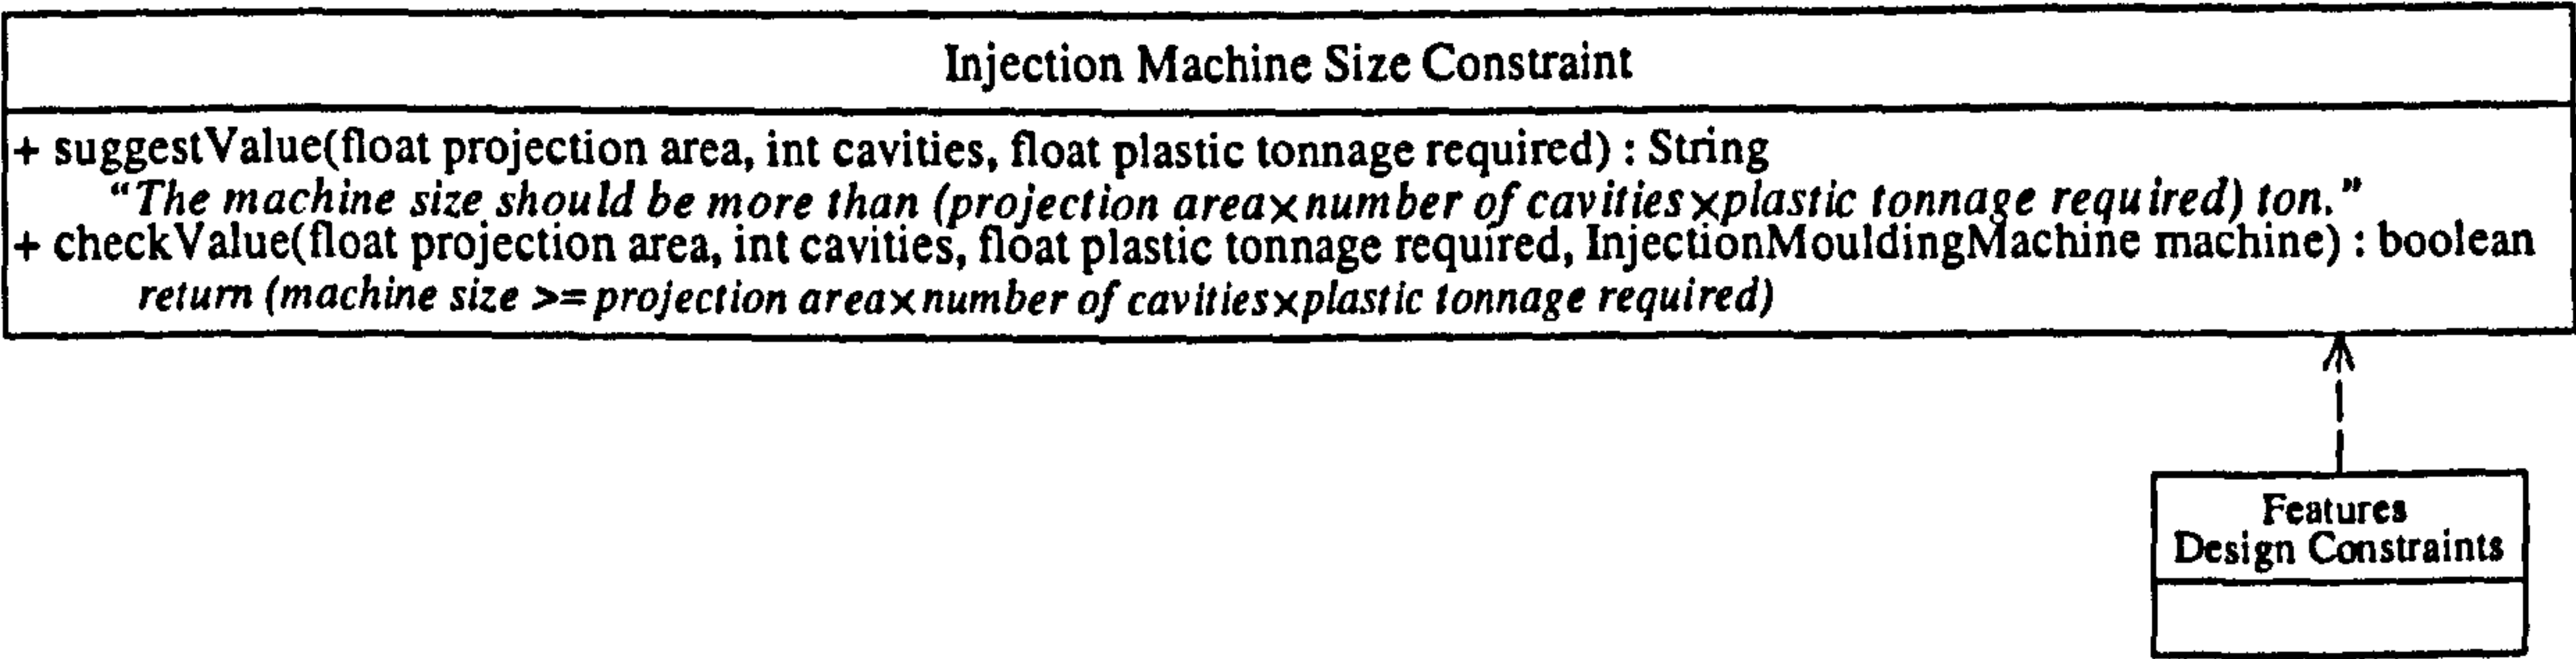 Injection Machine Size Constraint
+ suggestValue(float projection area, int cavities, float plastic tonnage required) : String
“The machine size should be more than (projection area×number of cavities×plastic tonnage required) ton.”
+ checkValue(float projection area, int cavities, float plastic tonnage required, InjectionMouldingMachine machine) : boolean
return (machine size >= projection area×number of cavities×plastic tonnage required)
Features
Design Constraints